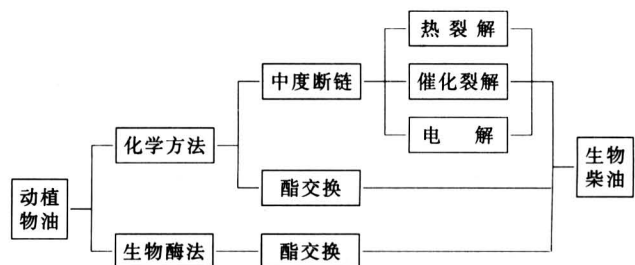 热裂解
中度断链
催化裂解
化学方法
电解
生物
柴油
动植
物油
酯交换
生物酶法
酯交换